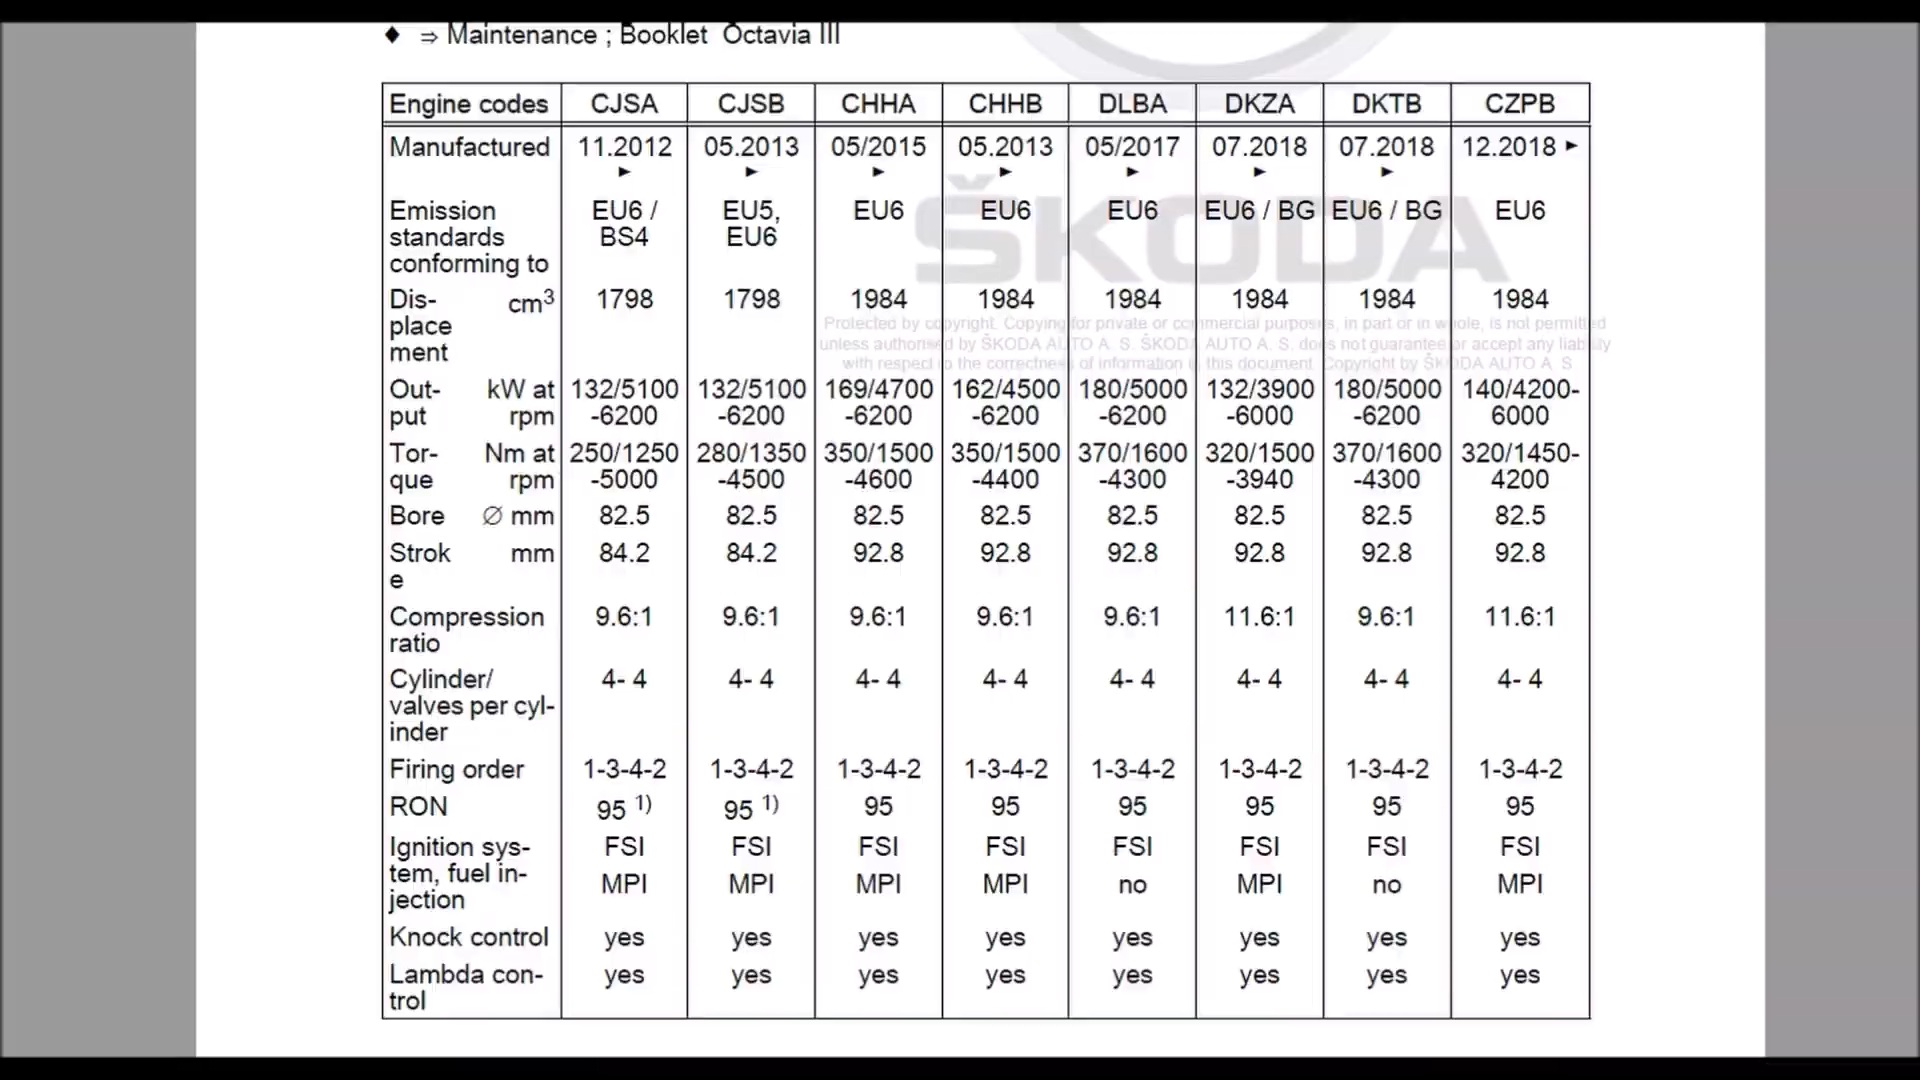 ♦ ⇒ Maintenance ; Booklet Octavia III
Engine codes CJSA CJSB CHHA CHHB DLBA DKZA DKTB CZPB
Manufactured 11.2012 05.2013 05/2015 05.2013 05/2017 07.2018 07.2018 12.2018 ►
► ► ► ► ► ► ►
ŠKODA
Emission EU6 / EU5, EU6 EU6 EU6 EU6 / BG EU6 / BG EU6
standards BS4 EU6
conforming to
Dis- cm³ 1798 1798 1984 1984 1984 1984 1984 1984
place
ment
Protected by copyright. Copying for private or commercial purposes, in part or in whole, is not permitted
unless authorised by ŠKODA AUTO A. S. ŠKODA AUTO A. S. does not guarantee or accept any liability
with respect to the correctness of information in this document. Copyright by ŠKODA AUTO A. S
Out- kW at 132/5100 132/5100 169/4700 162/4500 180/5000 132/3900 180/5000 140/4200-
put rpm -6200 -6200 -6200 -6200 -6200 -6000 -6200 6000
Tor- Nm at 250/1250 280/1350 350/1500 350/1500 370/1600 320/1500 370/1600 320/1450-
que rpm -5000 -4500 -4600 -4400 -4300 -3940 -4300 4200
Bore ∅ mm 82.5 82.5 82.5 82.5 82.5 82.5 82.5 82.5
Strok mm 84.2 84.2 92.8 92.8 92.8 92.8 92.8 92.8
e
Compression 9.6:1 9.6:1 9.6:1 9.6:1 9.6:1 11.6:1 9.6:1 11.6:1
ratio
Cylinder/ 4- 4 4- 4 4- 4 4- 4 4- 4 4- 4 4- 4 4- 4
valves per cyl-
inder
Firing order 1-3-4-2 1-3-4-2 1-3-4-2 1-3-4-2 1-3-4-2 1-3-4-2 1-3-4-2 1-3-4-2
RON 95 1) 95 1) 95 95 95 95 95 95
Ignition sys- FSI FSI FSI FSI FSI FSI FSI FSI
tem, fuel in- MPI MPI MPI MPI no MPI no MPI
jection
Knock control yes yes yes yes yes yes yes yes
Lambda con- yes yes yes yes yes yes yes yes
trol